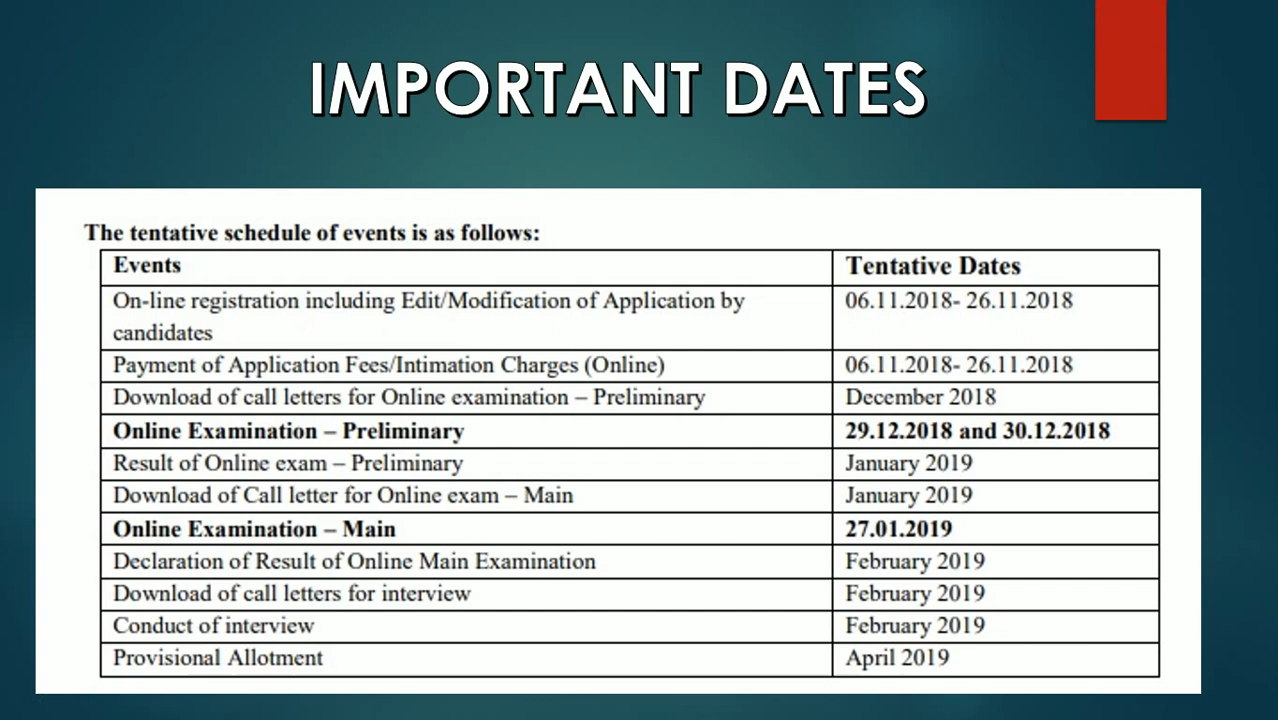 IMPORTANT DATES
The tentative schedule of events is as follows:
Events Tentative Dates
On-line registration including Edit/Modification of Application by 06.11.2018- 26.11.2018
candidates
Payment of Application Fees/Intimation Charges (Online) 06.11.2018- 26.11.2018
Download of call letters for Online examination – Preliminary December 2018
Online Examination – Preliminary 29.12.2018 and 30.12.2018
Result of Online exam – Preliminary January 2019
Download of Call letter for Online exam – Main January 2019
Online Examination – Main 27.01.2019
Declaration of Result of Online Main Examination February 2019
Download of call letters for interview February 2019
Conduct of interview February 2019
Provisional Allotment April 2019